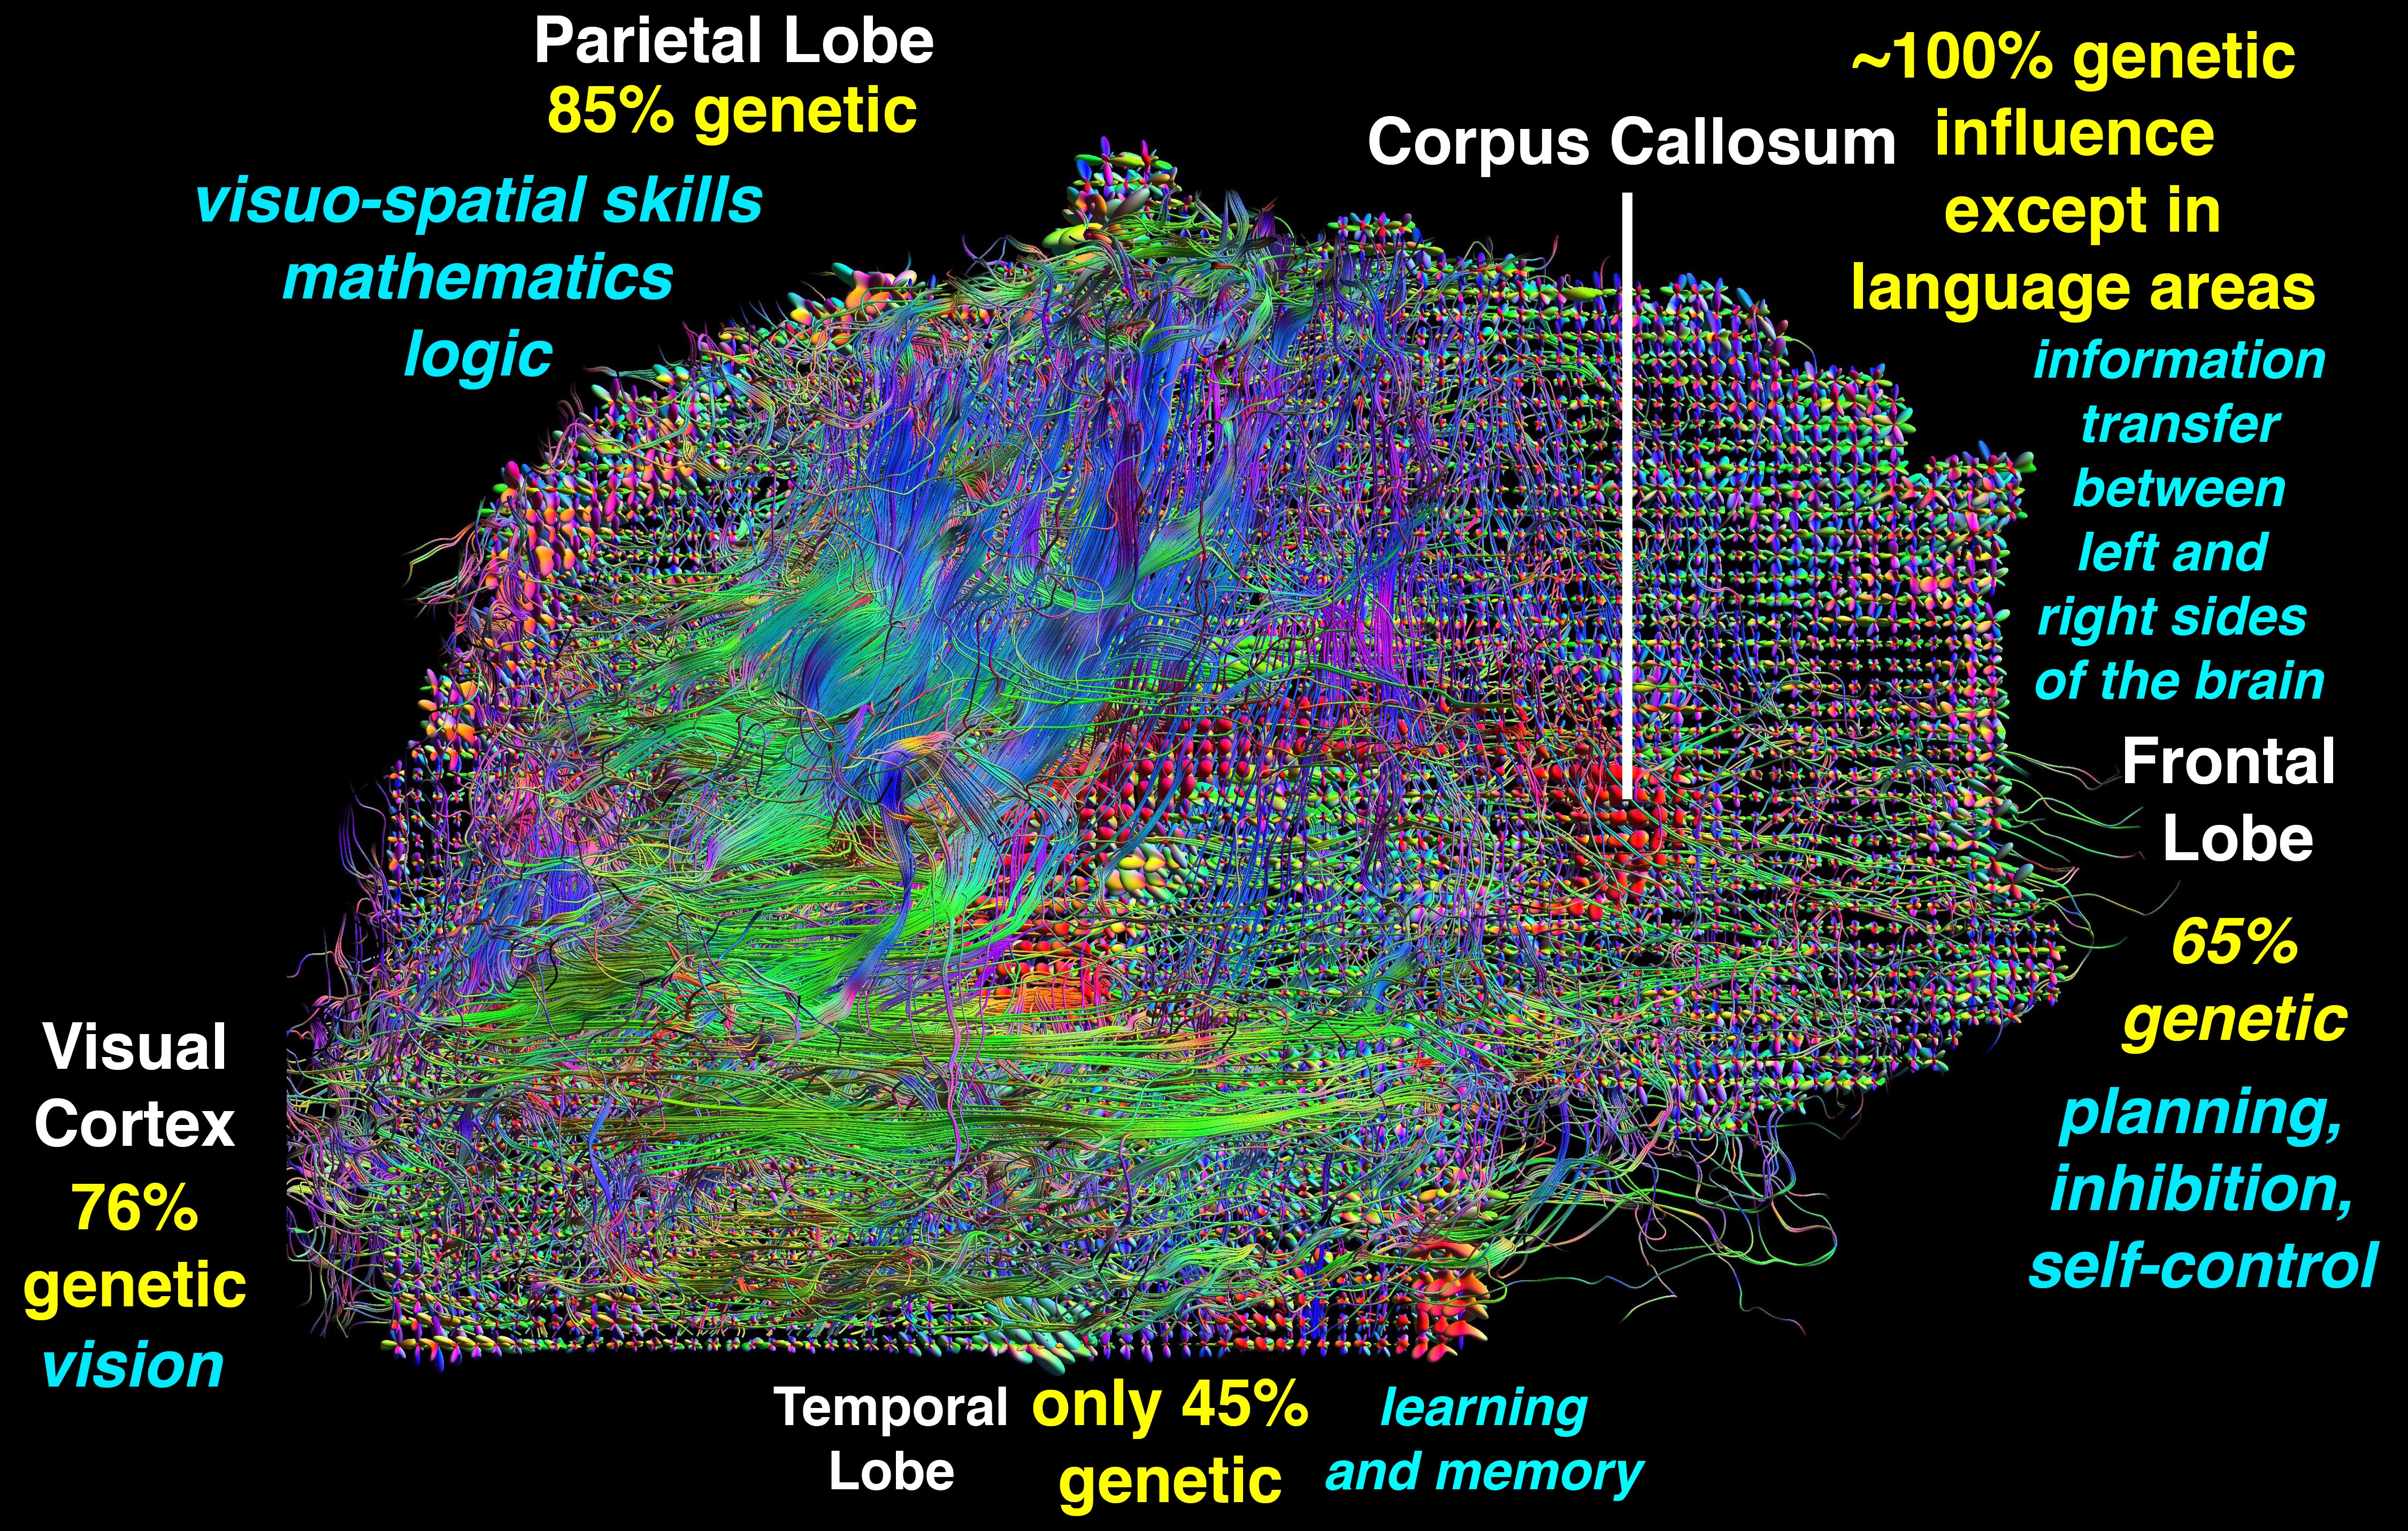 Parietal Lobe
85% genetic
visuo-spatial skills
mathematics
logic
Corpus Callosum
~100% genetic
influence
except in
language areas
information
transfer
between
left and
right sides
of the brain
Frontal
Lobe
65%
genetic
planning,
inhibition,
self-control
Visual
Cortex
76%
genetic
vision
Temporal
Lobe
only 45%
genetic
learning
and memory